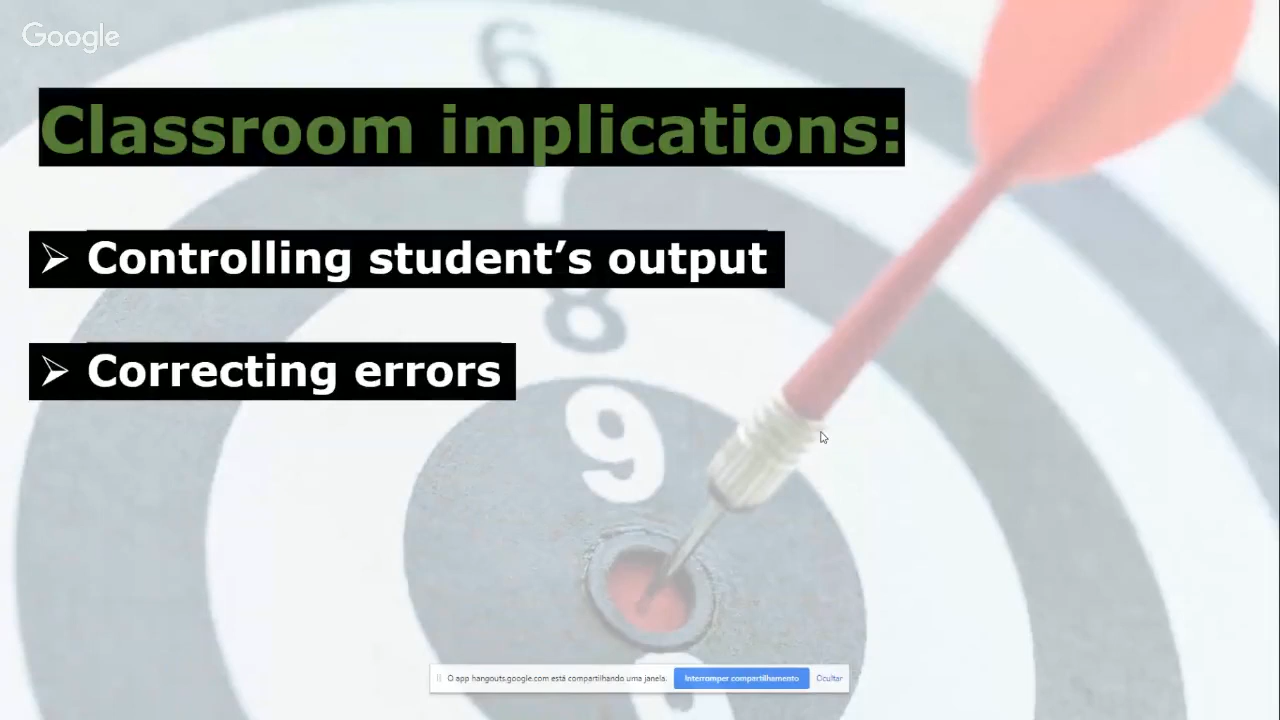 Google
6
Classroom implications:
7
➢ Controlling student’s output
8
➢ Correcting errors
9
O app hangouts.google.com está compartilhando uma janela.
Interromper compartilhamento
Ocultar